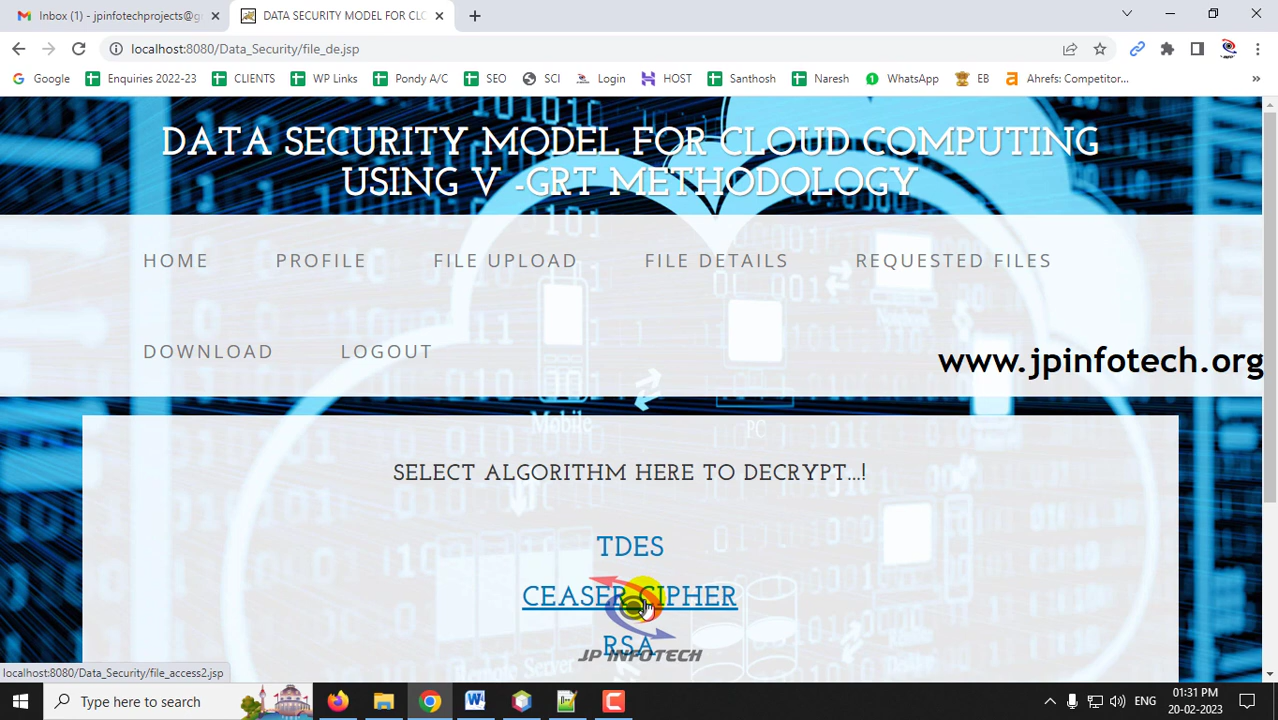 Inbox (1) - jpinfotechprojects@g
DATA SECURITY MODEL FOR CLO
localhost:8080/Data_Security/file_de.jsp
Google
Enquiries 2022-23
CLIENTS
WP Links
Pondy A/C
SEO
SCI
Login
HOST
Santhosh
Naresh
WhatsApp
EB
Ahrefs: Competitor...
DATA SECURITY MODEL FOR CLOUD COMPUTING
USING V -GRT METHODOLOGY
HOME PROFILE FILE UPLOAD FILE DETAILS REQUESTED FILES
DOWNLOAD LOGOUT
www.jpinfotech.org
Mobile
PC
SELECT ALGORITHM HERE TO DECRYPT...!
TDES
CEASER CIPHER
RSA
JP INFOTECH
localhost:8080/Data_Security/file_access2.jsp
Type here to search
ENG
01:31 PM
20-02-2023